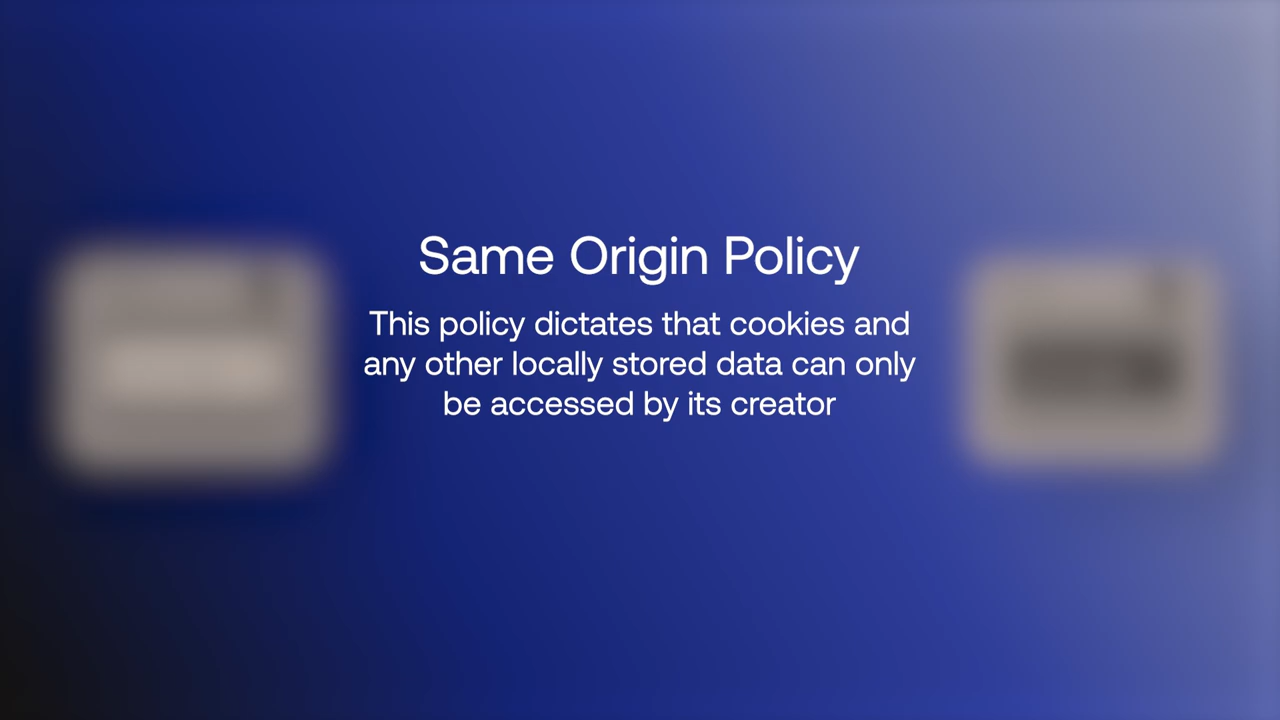 Same Origin Policy
This policy dictates that cookies and
any other locally stored data can only
be accessed by its creator